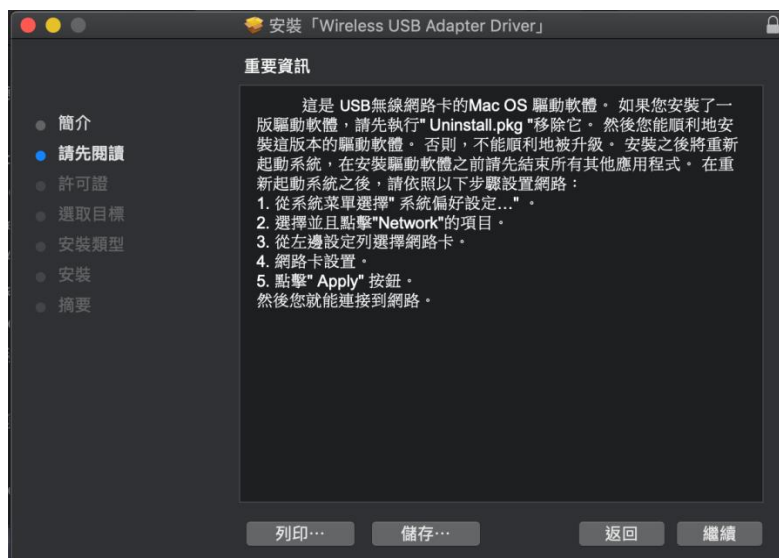 安裝「Wireless USB Adapter Driver」
重要資訊
簡介
請先閱讀
許可證
選取目標
安裝類型
安裝
摘要
這是 USB無線網路卡的Mac OS 驅動軟體。 如果您安裝了一
版驅動軟體，請先執行" Uninstall.pkg "移除它。 然後您能順利地安
裝這版本的驅動軟體。 否則，不能順利地被升級。 安裝之後將重新
起動系統，在安裝驅動軟體之前請先結束所有其他應用程式。 在重
新起動系統之後，請依照以下步驟設置網路：
1. 從系統菜單選擇" 系統偏好設定..." 。
2. 選擇並且點擊"Network"的項目。
3. 從左邊設定列選擇網路卡。
4. 網路卡設置。
5. 點擊" Apply" 按鈕。
然後您就能連接到網路。
列印⋯
儲存⋯
返回
繼續